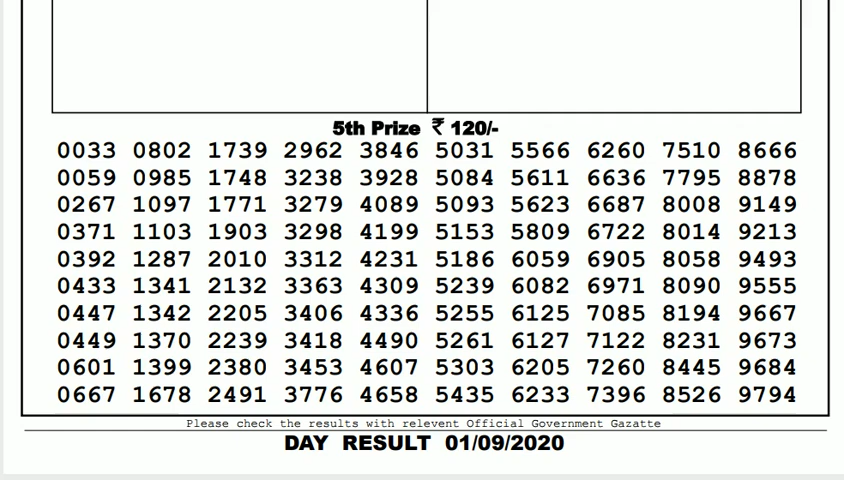 5th Prize ₹ 120/-
0033 0802 1739 2962 3846 5031 5566 6260 7510 8666
0059 0985 1748 3238 3928 5084 5611 6636 7795 8878
0267 1097 1771 3279 4089 5093 5623 6687 8008 9149
0371 1103 1903 3298 4199 5153 5809 6722 8014 9213
0392 1287 2010 3312 4231 5186 6059 6905 8058 9493
0433 1341 2132 3363 4309 5239 6082 6971 8090 9555
0447 1342 2205 3406 4336 5255 6125 7085 8194 9667
0449 1370 2239 3418 4490 5261 6127 7122 8231 9673
0601 1399 2380 3453 4607 5303 6205 7260 8445 9684
0667 1678 2491 3776 4658 5435 6233 7396 8526 9794
Please check the results with relevent Official Government Gazatte
DAY RESULT 01/09/2020